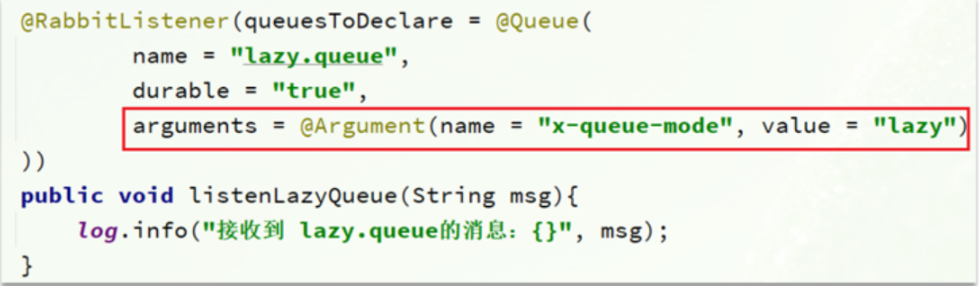 @RabbitListener(queuesToDeclare = @Queue(
        name = "lazy.queue",
        durable = "true",
        arguments = @Argument(name = "x-queue-mode", value = "lazy")
))
public void listenLazyQueue(String msg){
    log.info("接收到 lazy.queue的消息：{}", msg);
}